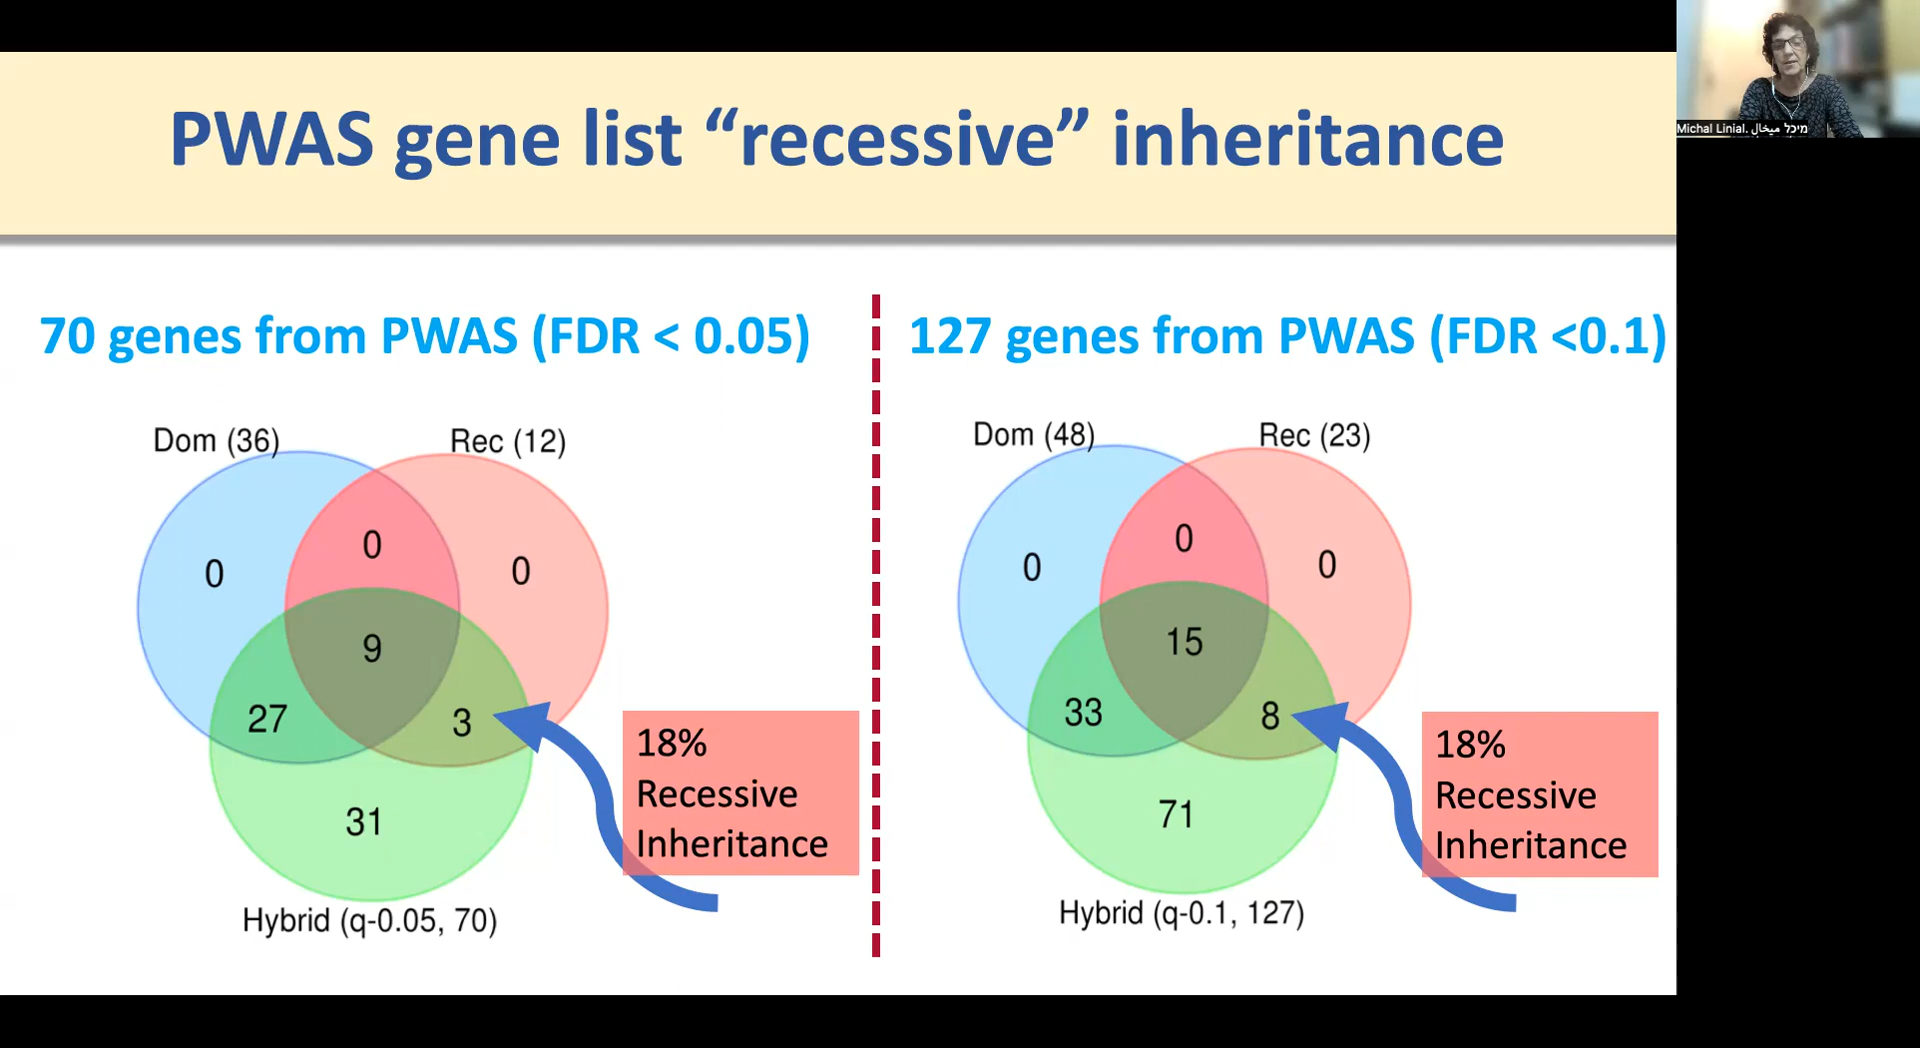 PWAS gene list “recessive” inheritance
Michal Linial. מיכל ميخال
70 genes from PWAS (FDR < 0.05)
Dom (36)
Rec (12)
0
0
0
9
27
3
31
18%
Recessive
Inheritance
Hybrid (q-0.05, 70)
127 genes from PWAS (FDR <0.1)
Dom (48)
Rec (23)
0
0
0
15
33
8
71
18%
Recessive
Inheritance
Hybrid (q-0.1, 127)